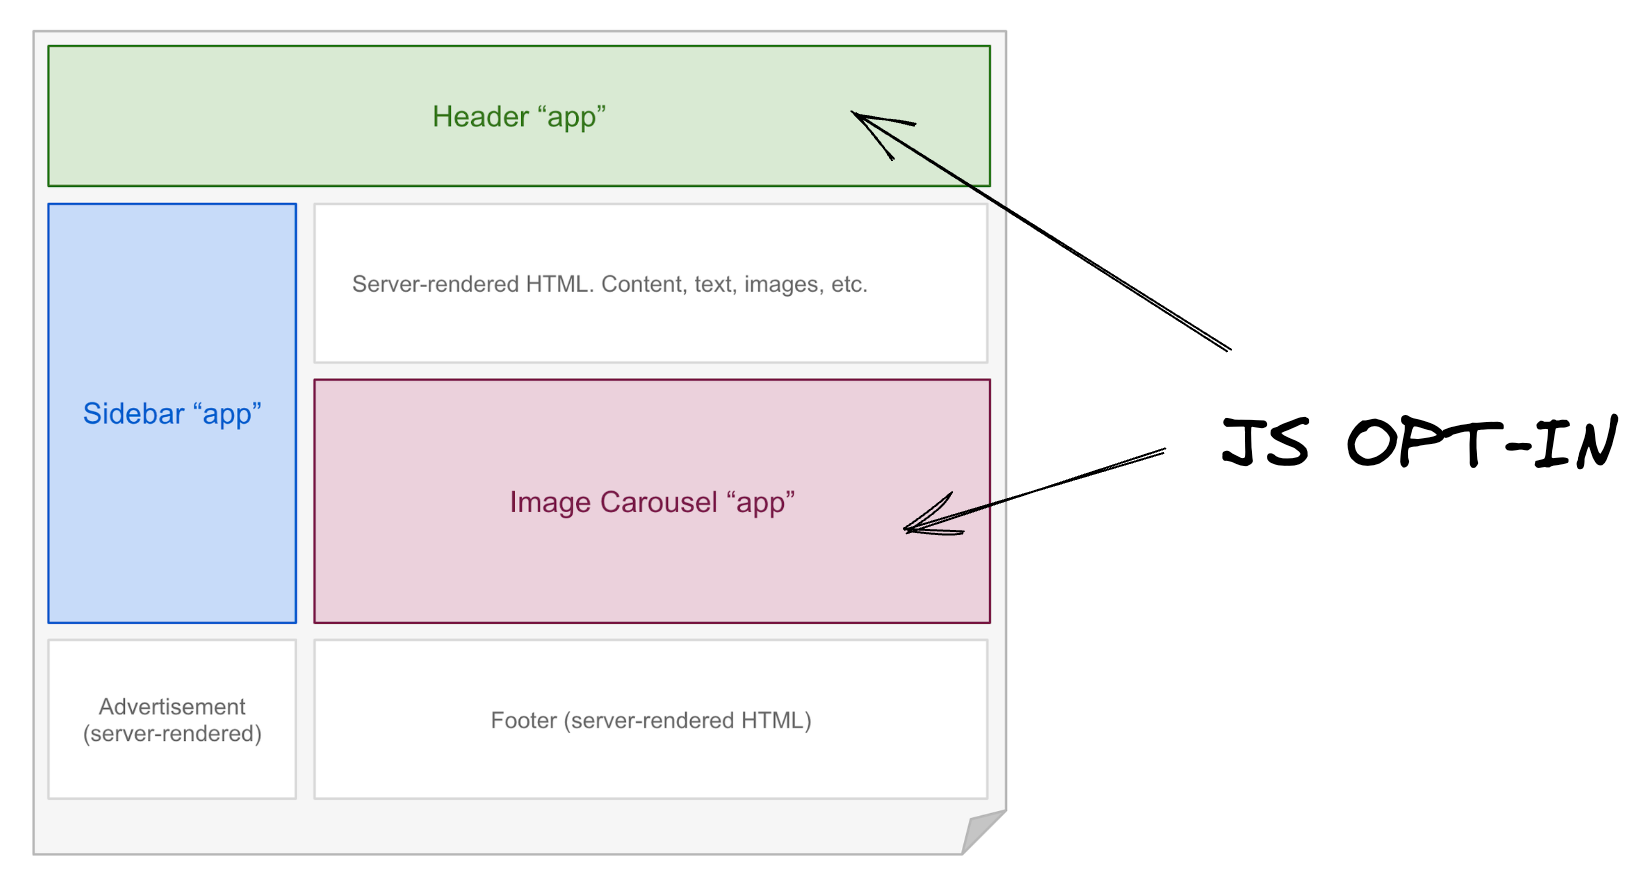 Header “app”
Server-rendered HTML. Content, text, images, etc.
Sidebar “app”
JS OPT-IN
Image Carousel “app”
Advertisement
(server-rendered)
Footer (server-rendered HTML)